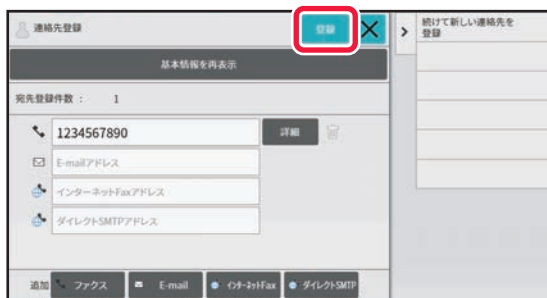 連絡先登録
登録
続けて新しい連絡先を
登録
基本情報を再表示
宛先登録件数: 1
1234567890
詳細
E-mailアドレス
インターネットFaxアドレス
ダイレクトSMTPアドレス
追加
ファクス
E-mail
インターネットFax
ダイレクトSMTP